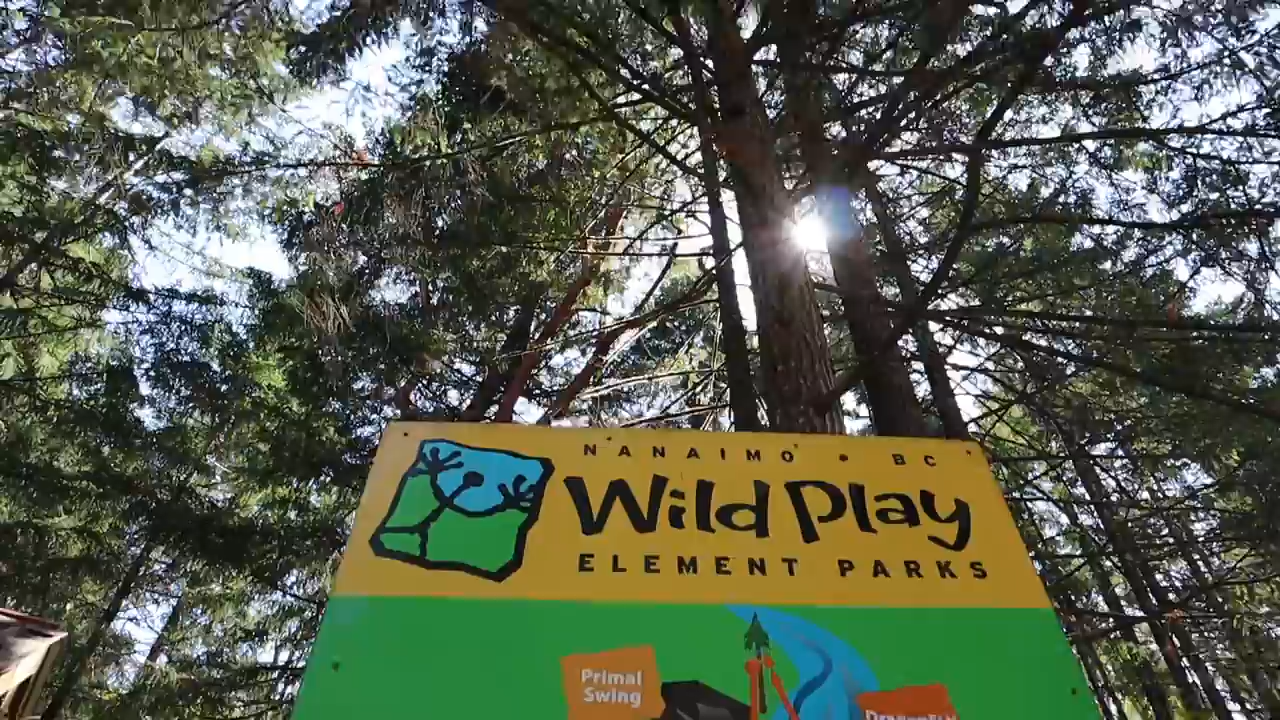 NANAIMO • BC
Wild Play
ELEMENT PARKS
Primal
Swing